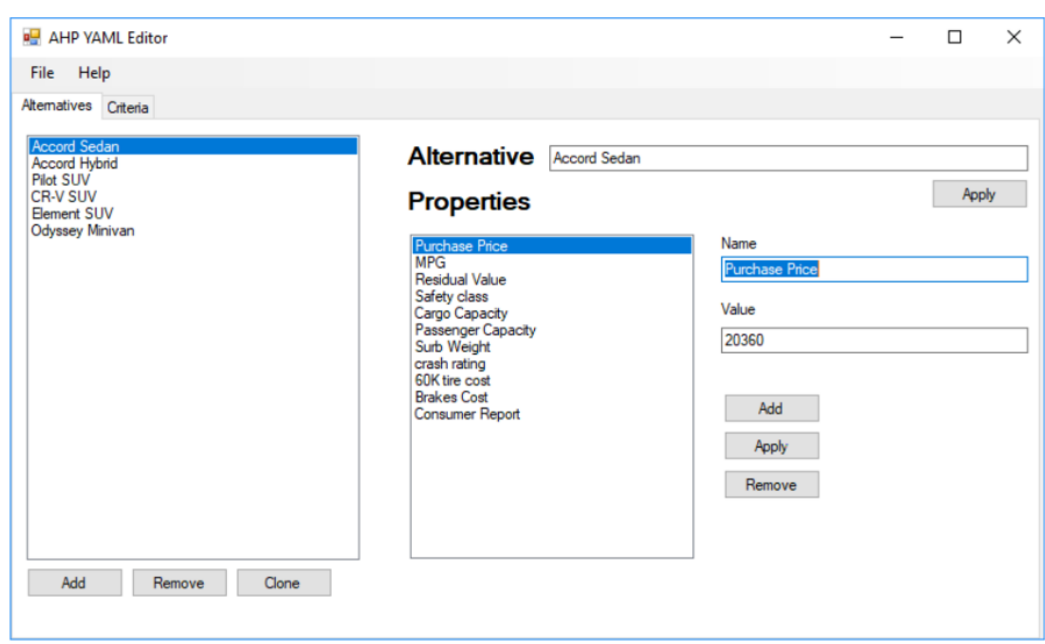 AHP YAML Editor
File Help
Alternatives Criteria
Accord Sedan
Accord Hybrid
Pilot SUV
CR-V SUV
Element SUV
Odyssey Minivan
Add Remove Clone
Alternative Accord Sedan
Apply
Properties
Purchase Price
MPG
Residual Value
Safety class
Cargo Capacity
Passenger Capacity
Surb Weight
crash rating
60K tire cost
Brakes Cost
Consumer Report
Name
Purchase Price
Value
20360
Add
Apply
Remove